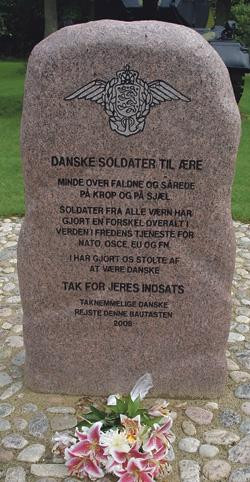 DANSKE SOLDATER TIL ÆRE
MINDE OVER FALDNE OG SÅREDE
PÅ KROP OG PÅ SJÆL
SOLDATER FRA ALLE VÆRN HAR
GJORT EN FORSKEL OVERALT I
VERDEN I FREDENS TJENESTE FOR
NATO, OSCE, EU OG FN.
I HAR GJORT OS STOLTE AF
AT VÆRE DANSKE
TAK FOR JERES INDSATS
TAKNEMMELIGE DANSKE
REJSTE DENNE BAUTASTEN
2008